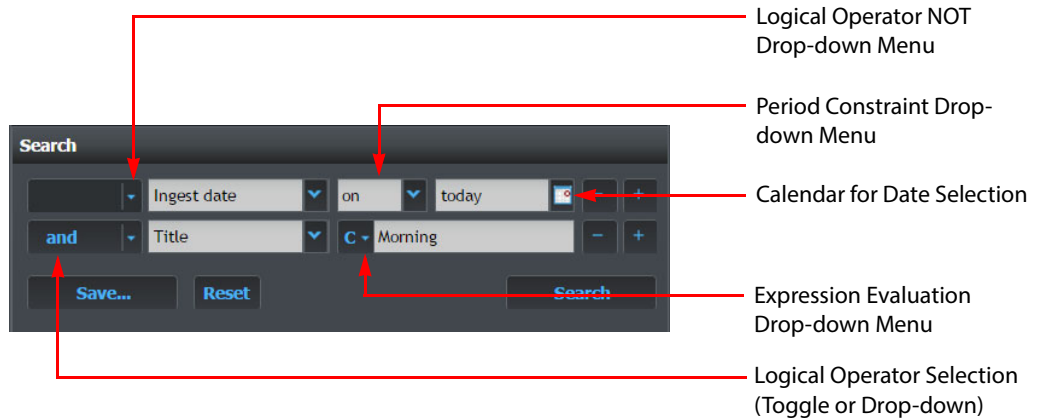 Logical Operator NOT
Drop-down Menu
Period Constraint Drop-
down Menu
Search
Ingest date
on
today
-
+
Calendar for Date Selection
and
Title
C
Morning
-
+
Save...
Reset
Search
Expression Evaluation
Drop-down Menu
Logical Operator Selection
(Toggle or Drop-down)